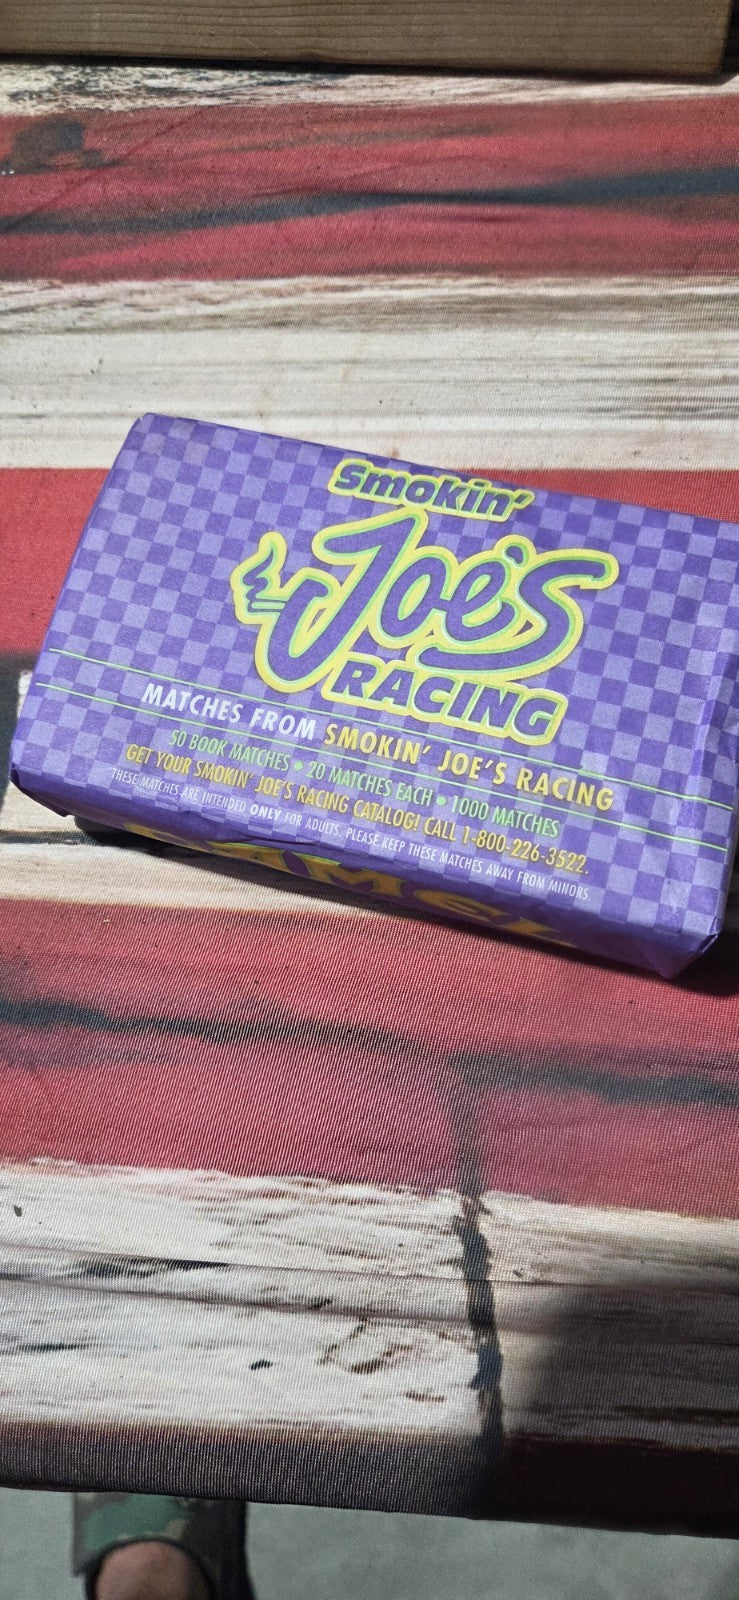 Smokin'
Joe's
RACING
MATCHES FROM SMOKIN' JOE'S RACING
50 BOOK MATCHES • 20 MATCHES EACH • 1000 MATCHES
GET YOUR SMOKIN' JOE'S RACING CATALOG! CALL 1-800-226-3522.
THESE MATCHES ARE INTENDED ONLY FOR ADULTS. PLEASE KEEP THESE MATCHES AWAY FROM MINORS.
CAMEL